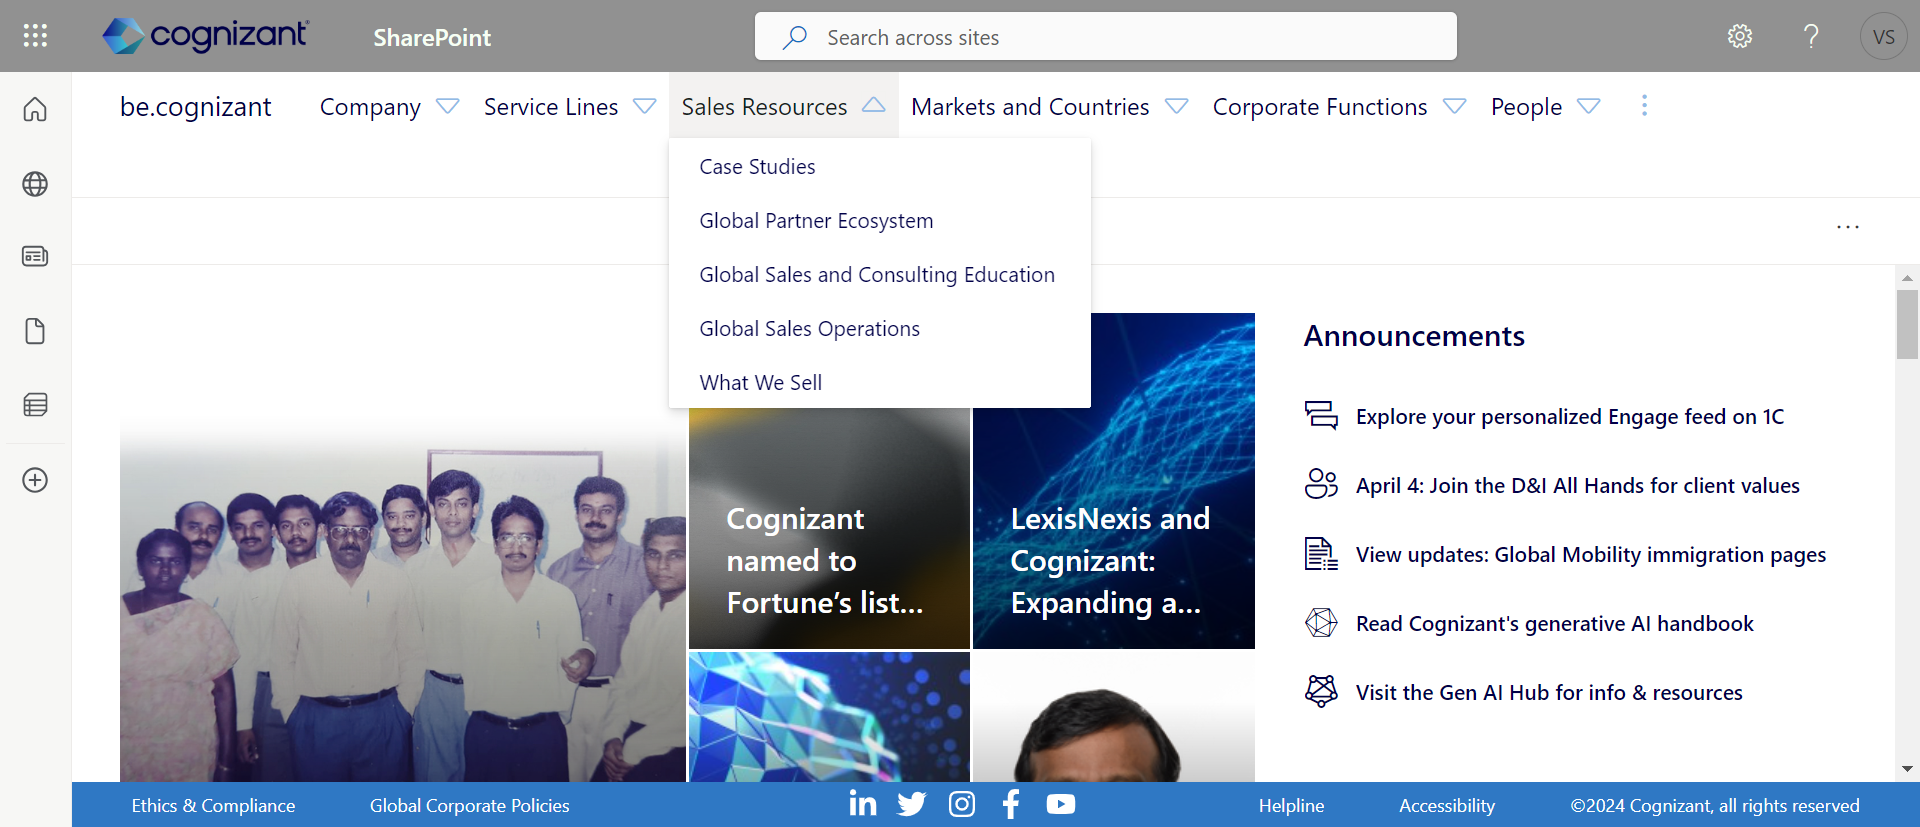 cognizant
SharePoint
Search across sites
VS
be.cognizant
Company
Service Lines
Sales Resources
Markets and Countries
Corporate Functions
People
Case Studies
Global Partner Ecosystem
Global Sales and Consulting Education
Global Sales Operations
What We Sell
Cognizant
named to
Fortune’s list...
LexisNexis and
Cognizant:
Expanding a...
Announcements
Explore your personalized Engage feed on 1C
April 4: Join the D&I All Hands for client values
View updates: Global Mobility immigration pages
Read Cognizant's generative AI handbook
Visit the Gen AI Hub for info & resources
Ethics & Compliance
Global Corporate Policies
Helpline
Accessibility
©2024 Cognizant, all rights reserved